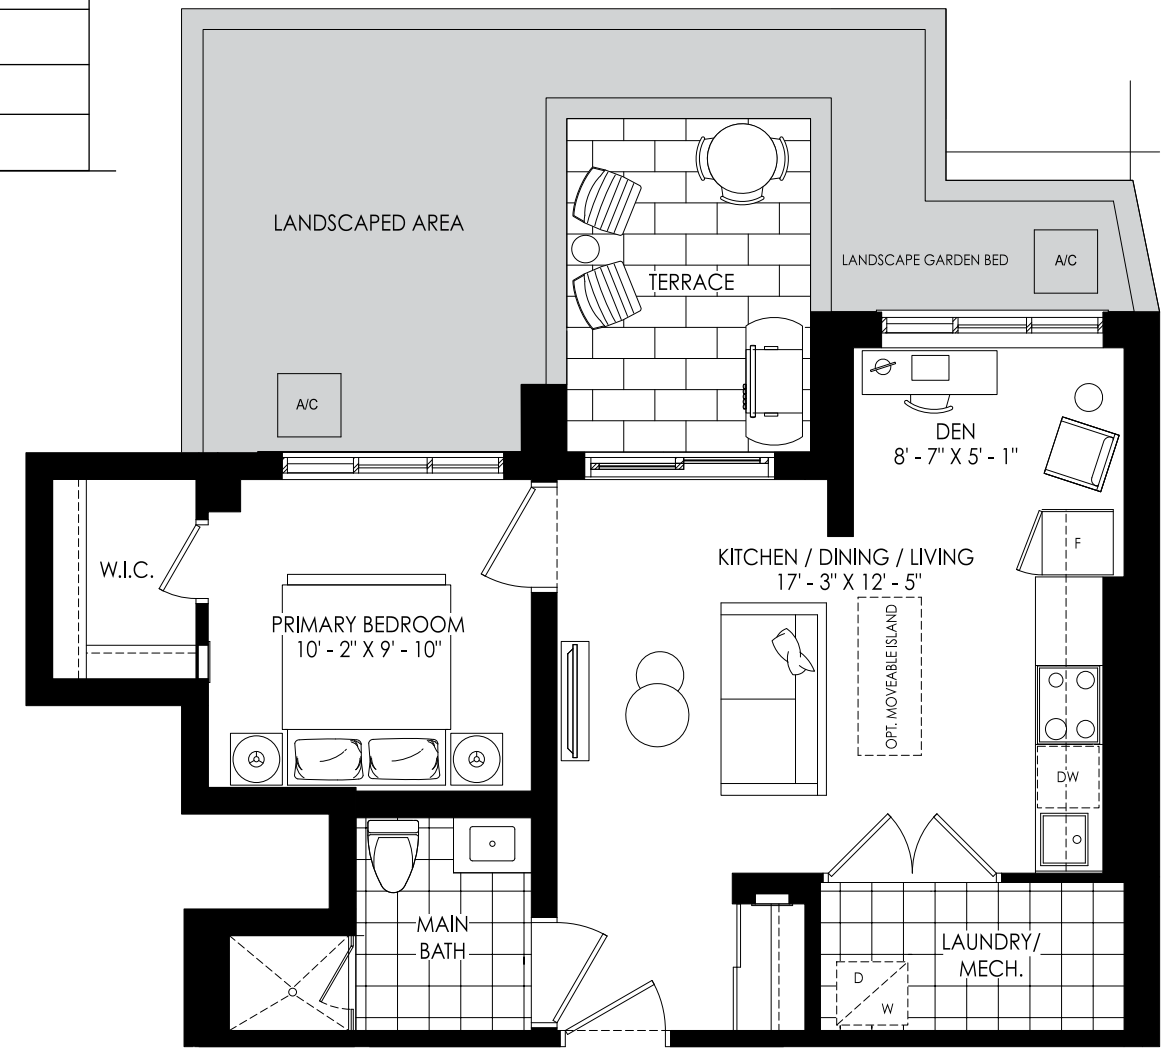 LANDSCAPED AREA
TERRACE
LANDSCAPE GARDEN BED
A/C
A/C
DEN
8' - 7" X 5' - 1"
F
W.I.C.
KITCHEN / DINING / LIVING
17' - 3" X 12' - 5"
PRIMARY BEDROOM
10' - 2" X 9' - 10"
OPT. MOVEABLE ISLAND
DW
MAIN
BATH
LAUNDRY/
MECH.
D
W